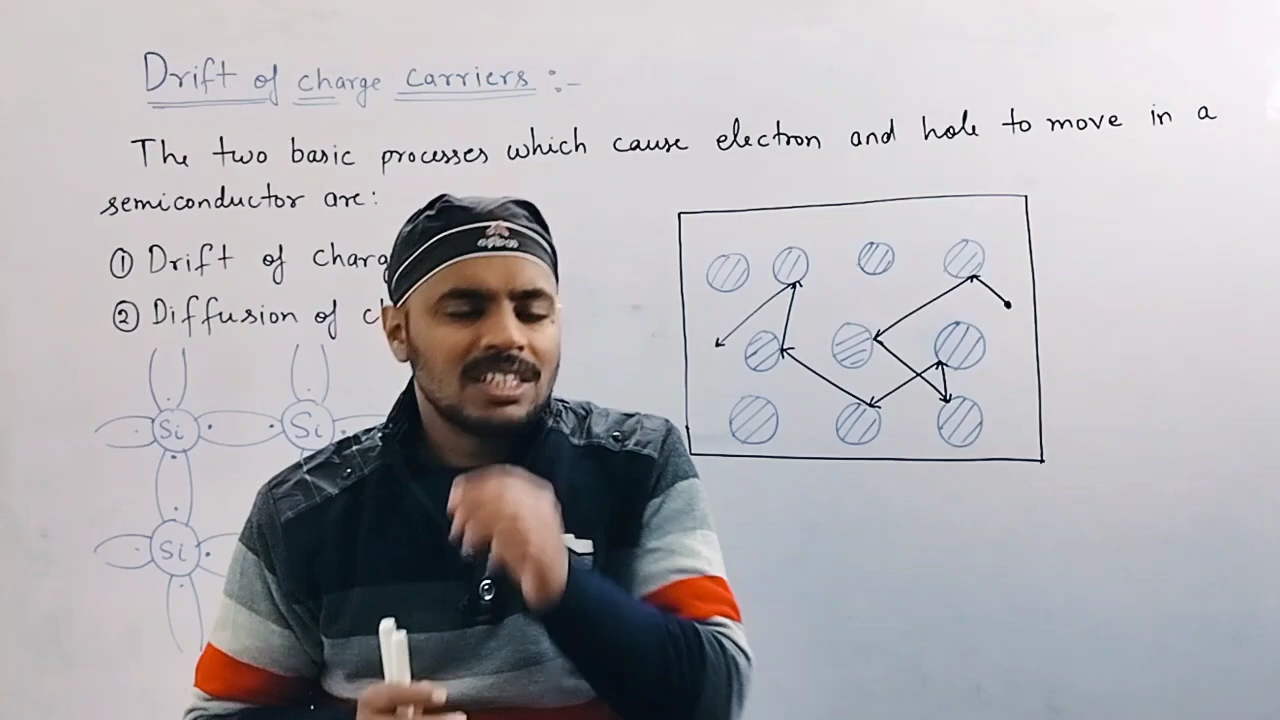 Drift of charge carriers :-
The two basic processes which cause electron and hole to move in a
semiconductor are:
① Drift of
② Diffusion of
Si Si
Si